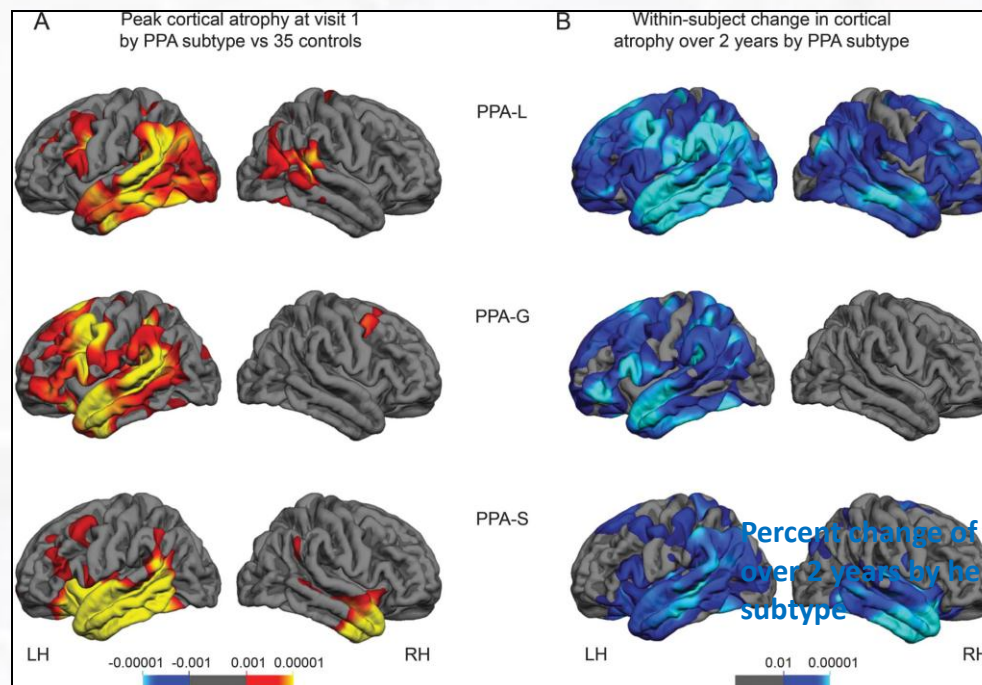 A
Peak cortical atrophy at visit 1
by PPA subtype vs 35 controls
B
Within-subject change in cortical
atrophy over 2 years by PPA subtype
PPA-L
PPA-G
PPA-S
Percent change of
over 2 years by he
subtype
LH
RH
-0.00001 -0.001 0.001 0.00001
LH
RH
0.01 0.00001